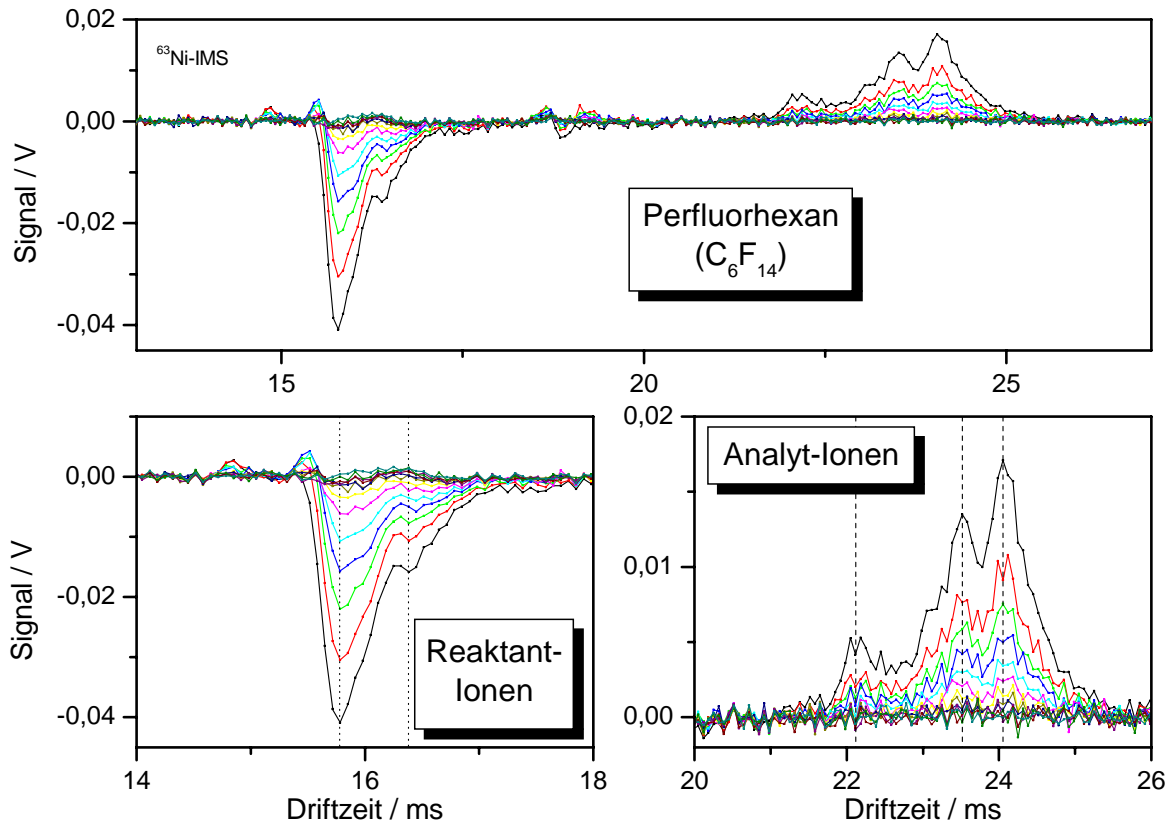 0,02
0,00
-0,02
-0,04
Signal / V
⁶³Ni-IMS
Perfluorhexan
(C₆F₁₄)
15
20
25
0,00
-0,02
-0,04
Signal / V
Reaktant-
Ionen
14
16
18
Driftzeit / ms
0,02
0,01
0,00
Analyt-Ionen
20
22
24
26
Driftzeit / ms